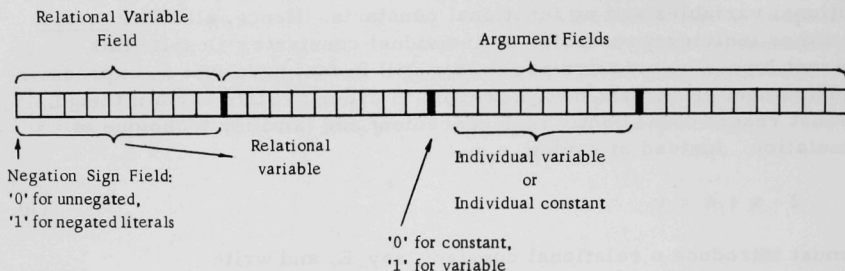 Relational Variable
Field
Argument Fields
Relational
variable
Individual variable
or
Individual constant
Negation Sign Field:
'0' for unnegated,
'1' for negated literals
'0' for constant,
'1' for variable